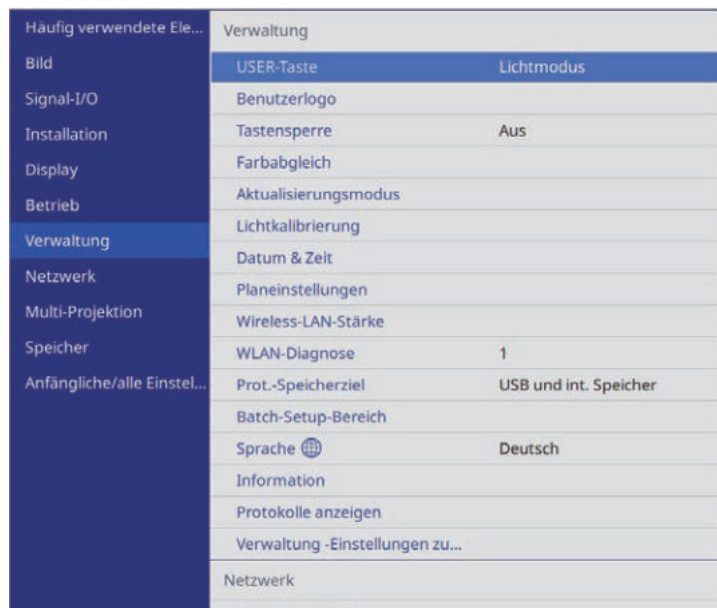 Häufig verwendete Ele...
Bild
Signal-I/O
Installation
Display
Betrieb
Verwaltung
Netzwerk
Multi-Projektion
Speicher
Anfängliche/alle Einstel...
Verwaltung
USER-Taste Lichtmodus
Benutzerlogo
Tastensperre Aus
Farbabgleich
Aktualisierungsmodus
Lichtkalibrierung
Datum & Zeit
Planeinstellungen
Wireless-LAN-Stärke
WLAN-Diagnose 1
Prot.-Speicherziel USB und int. Speicher
Batch-Setup-Bereich
Sprache Deutsch
Information
Protokolle anzeigen
Verwaltung -Einstellungen zu...
Netzwerk